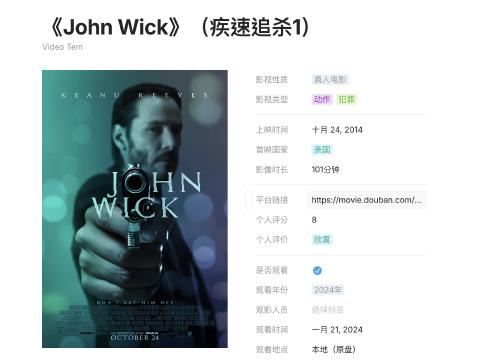 《John Wick》（疾速追杀1）
Video Tem
KEANU REEVES
JOHN
WICK
DON'T SET HIM OFF
OCTOBER 24
影视性质 真人电影
影视类型 动作 犯罪
上映时间 十月 24, 2014
首映国家 美国
影像时长 101分钟
平台链接 https://movie.douban.com/...
个人评分 8
个人评价 欣喜
是否观看
观看年份 2024年
观影人员 选择标签
观看时间 一月 21, 2024
观看地点 本地（原盘）